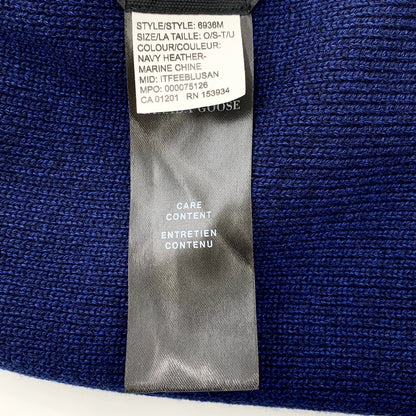 STYLE/STYLE: 6936M
SIZE/LA TAILLE: O/S-T/U
COLOUR/COULEUR:
NAVY HEATHER-
MARINE CHINE
MID: ITFEEBLUSAN
MPO: 000075126
CA 01201 RN 153934
GOOSE
CARE
CONTENT
ENTRETIEN
CONTENU